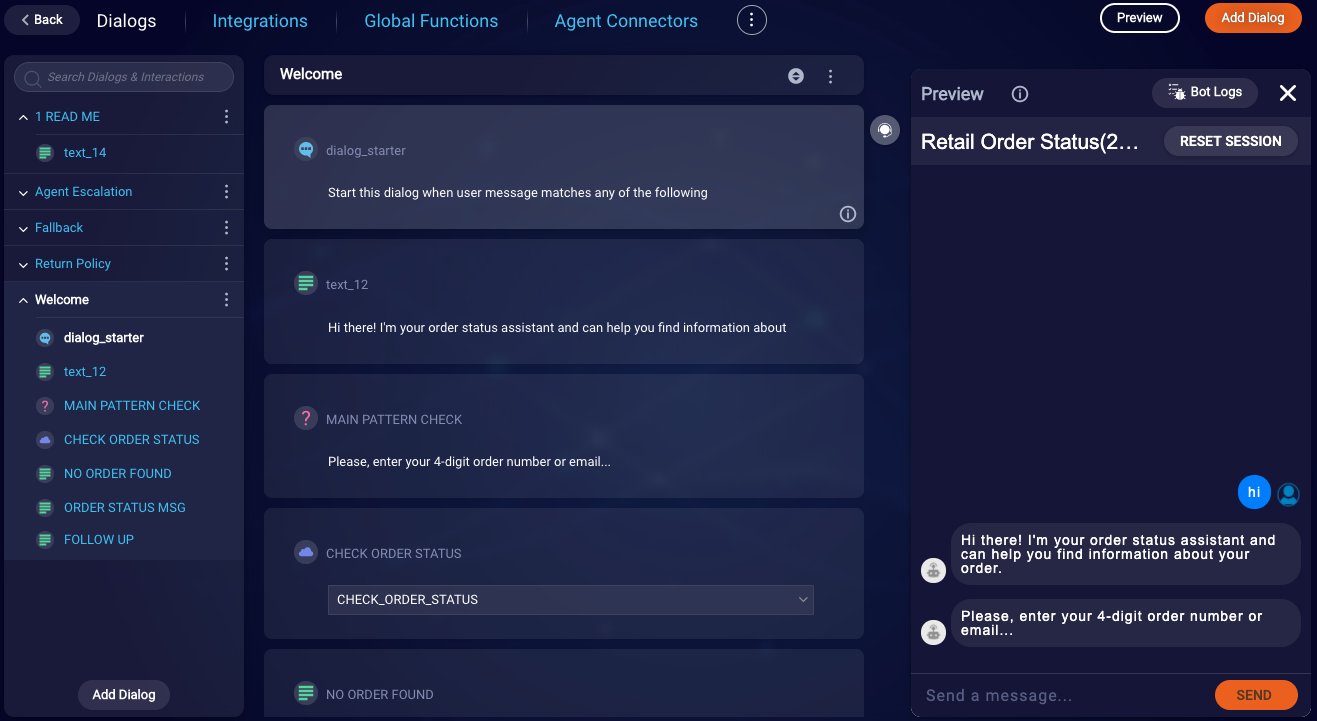 Back
Dialogs
Integrations
Global Functions
Agent Connectors
Preview
Add Dialog
Search Dialogs & Interactions
1 READ ME
text_14
Agent Escalation
Fallback
Return Policy
Welcome
dialog_starter
text_12
MAIN PATTERN CHECK
CHECK ORDER STATUS
NO ORDER FOUND
ORDER STATUS MSG
FOLLOW UP
Add Dialog
Welcome
dialog_starter
Start this dialog when user message matches any of the following
text_12
Hi there! I'm your order status assistant and can help you find information about
MAIN PATTERN CHECK
Please, enter your 4-digit order number or email...
CHECK ORDER STATUS
CHECK_ORDER_STATUS
NO ORDER FOUND
Preview
Bot Logs
Retail Order Status(2...
RESET SESSION
hi
Hi there! I'm your order status assistant and
can help you find information about your
order.
Please, enter your 4-digit order number or
email...
Send a message...
SEND